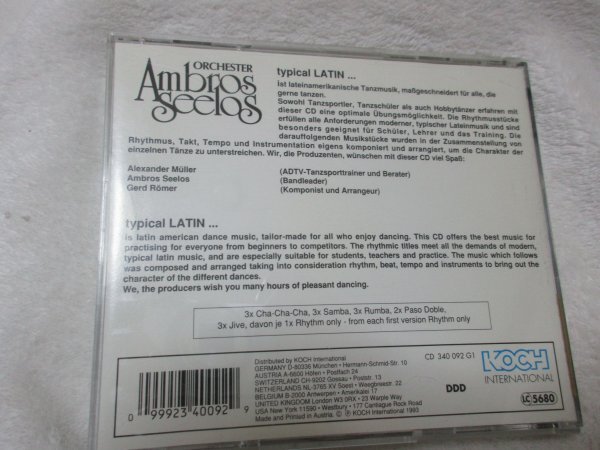 ORCHESTER
Ambros
Seelos
typical LATIN ...
ist lateinamerikanische Tanzmusik, maßgeschneidert für alle, die
gerne tanzen.
Sowohl Tanzsportler, Tanzschüler als auch Hobbytänzer erfahren mit
dieser CD eine optimale Übungsmöglichkeit. Die Rhythmusstücke
erfüllen alle Anforderungen moderner, typischer Lateinmusik und sind
besonders geeignet für Schüler, Lehrer und das Training. Die
darauffolgenden Musikstücke wurden in der Zusammenstellung von
Rhythmus, Takt, Tempo und Instrumentation eigens komponiert und arrangiert, um die Charakter der
einzelnen Tänze zu unterstreichen. Wir, die Produzenten, wünschen mit dieser CD viel Spaß:
Alexander Müller (ADTV-Tanzsporttrainer und Berater)
Ambros Seelos (Bandleader)
Gerd Römer (Komponist und Arrangeur)
typical LATIN ...
is latin american dance music, tailor-made for all who enjoy dancing. This CD offers the best music for
practising for everyone from beginners to competitors. The rhythmic titles meet all the demands of modern,
typical latin music, and are especially suitable for students, teachers and practice. The music which follows
was composed and arranged taking into consideration rhythm, beat, tempo and instruments to bring out the
character of the different dances.
We, the producers wish you many hours of pleasant dancing.
3x Cha-Cha-Cha, 3x Samba, 3x Rumba, 2x Paso Doble,
3x Jive, davon je 1x Rhythm only - from each first version Rhythm only
Distributed by KOCH International
GERMANY D-80336 München • Hermann-Schmid-Str. 10
AUSTRIA A-6600 Höfen • Postfach 24
SWITZERLAND CH-9202 Gossau • Poststr. 13
NETHERLANDS NL-3765 XV Soest • Weegbreestr. 22
BELGIUM B-2000 Antwerpen • Amerikalei 17
UNITED KINGDOM London W3 0RX • 23 Warple Way
USA New York 11590 • Westbury • 177 Cantiague Rock Road
Made and Printed in Austria. © ℗ KOCH International 1993
CD 340 092 G1
DDD
KOCH
INTERNATIONAL
LC 5680
0 99923 40092 9